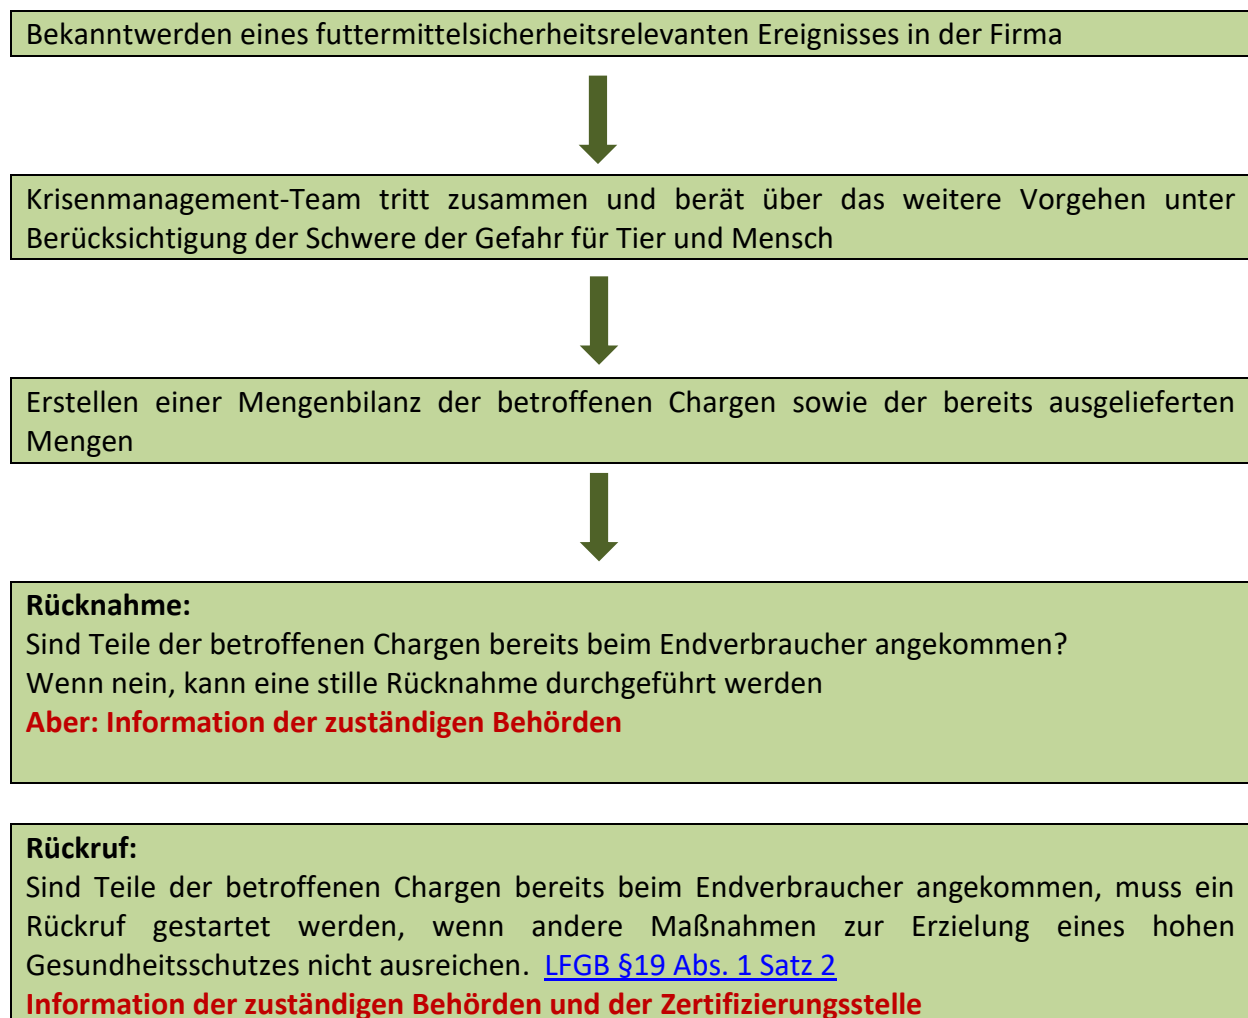 Bekanntwerden eines futtermittelsicherheitsrelevanten Ereignisses in der Firma
Krisenmanagement-Team tritt zusammen und berät über das weitere Vorgehen unter
Berücksichtigung der Schwere der Gefahr für Tier und Mensch
Erstellen einer Mengenbilanz der betroffenen Chargen sowie der bereits ausgelieferten
Mengen
Rücknahme:
Sind Teile der betroffenen Chargen bereits beim Endverbraucher angekommen?
Wenn nein, kann eine stille Rücknahme durchgeführt werden
Aber: Information der zuständigen Behörden
Rückruf:
Sind Teile der betroffenen Chargen bereits beim Endverbraucher angekommen, muss ein
Rückruf gestartet werden, wenn andere Maßnahmen zur Erzielung eines hohen
Gesundheitsschutzes nicht ausreichen. LFGB §19 Abs. 1 Satz 2
Information der zuständigen Behörden und der Zertifizierungsstelle